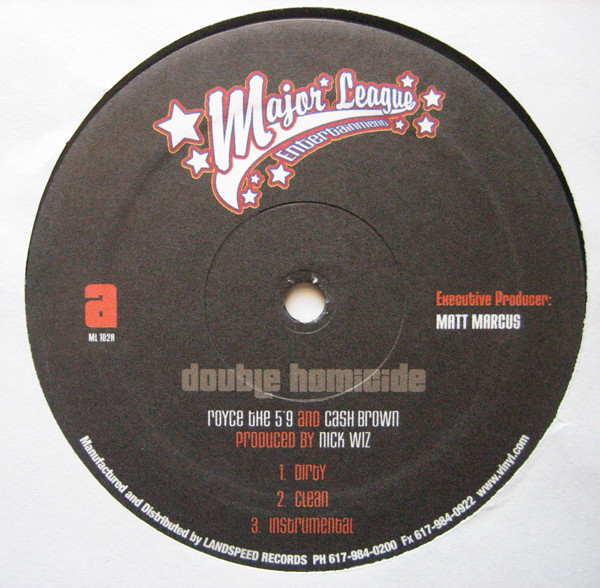 Major League
Entertainment
a
ML 102A
Executive Producer:
MATT MARCUS
double homicide
royce the 5'9 and cash brown
produced by nick wiz
1. Dirty
2. clean
3. instrumental
Manufactured and Distributed by LANDSPEED RECORDS PH 617-984-0200 Fx 617-984-0922 www.vinyl.com